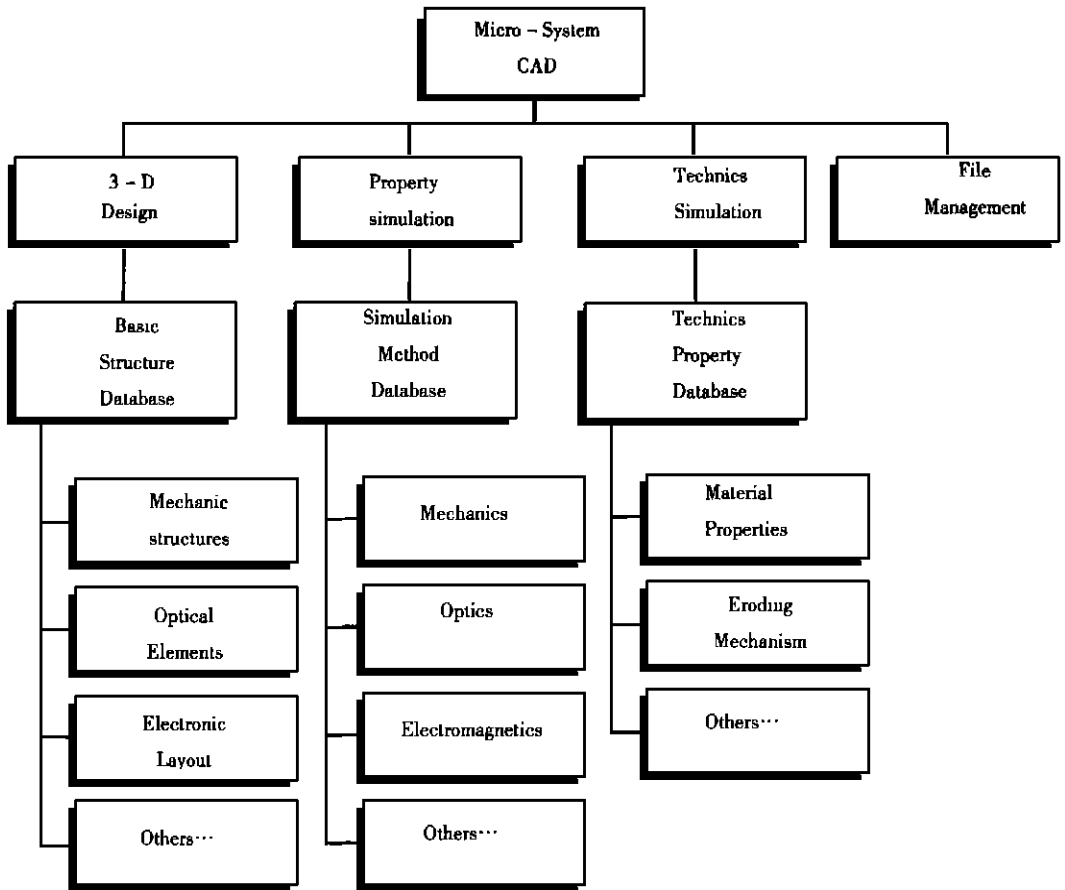 Micro – System
CAD
3 – D
Design
Property
simulation
Technics
Simulation
File
Management
Basic
Structure
Database
Simulation
Method
Database
Technics
Property
Database
Mechanic
structures
Optical
Elements
Electronic
Layout
Others···
Mechanics
Optics
Electromagnetics
Others···
Material
Properties
Eroding
Mechanism
Others···